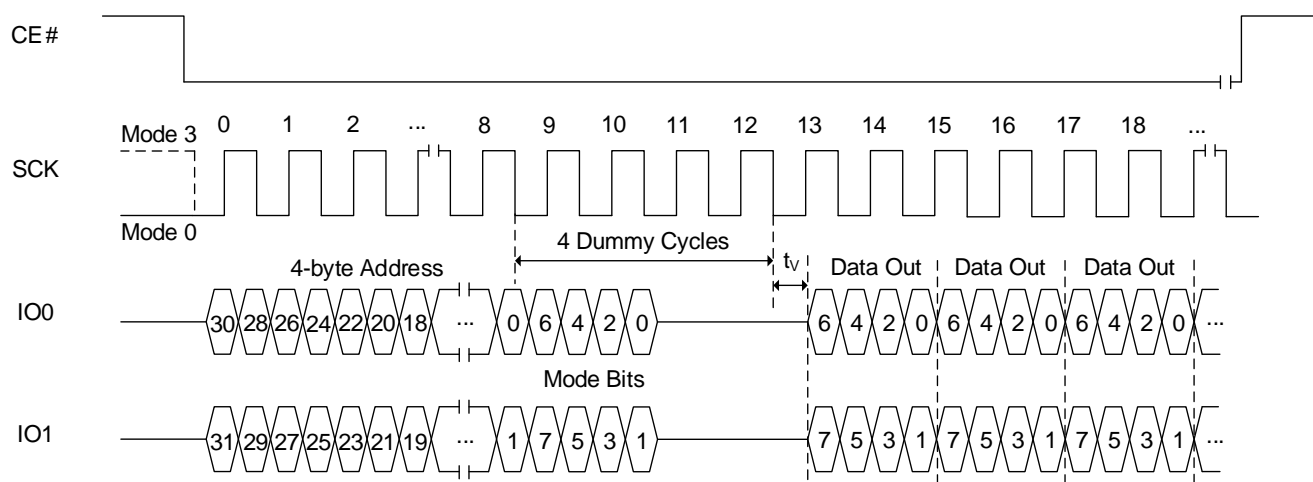 CE#
0 1 2 ... 8 9 10 11 12 13 14 15 16 17 18 ...
Mode 3
SCK
Mode 0
4 Dummy Cycles
tV
4-byte Address
Data Out Data Out Data Out
IO0
30 28 26 24 22 20 18 ... 0 6 4 2 0 6 4 2 0 6 4 2 0 6 4 2 0 ...
Mode Bits
IO1
31 29 27 25 23 21 19 ... 1 7 5 3 1 7 5 3 1 7 5 3 1 7 5 3 1 ...